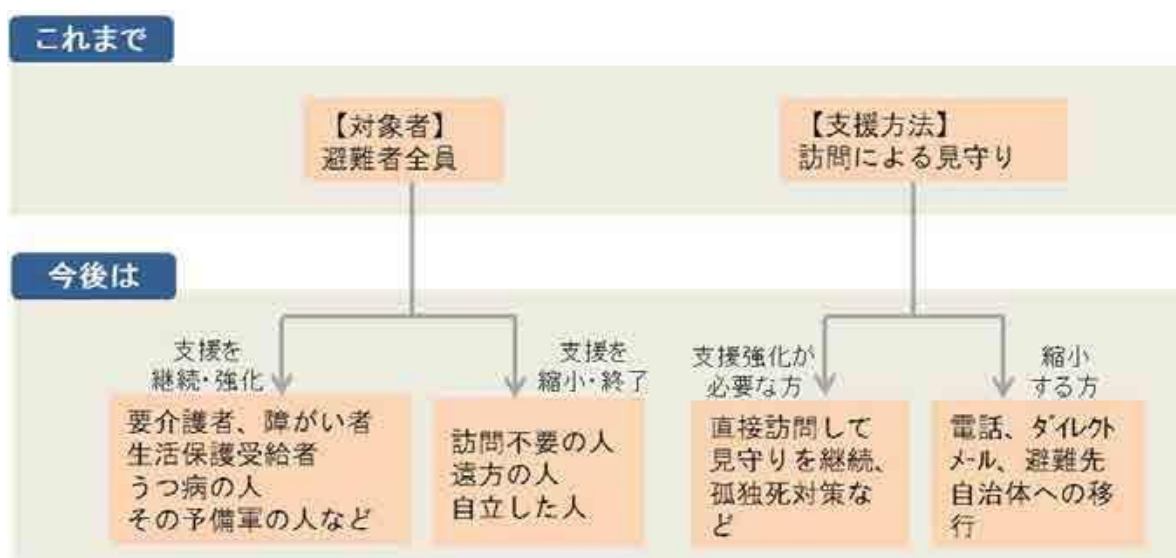 これまで
【対象者】
避難者全員
【支援方法】
訪問による見守り
今後は
支援を
継続・強化
支援を
縮小・終了
支援強化が
必要な方
縮小
する方
要介護者、障がい者
生活保護受給者
うつ病の人
その予備軍の人など
訪問不要の人
遠方の人
自立した人
直接訪問して
見守りを継続、
孤独死対策な
ど
電話、ダイレクト
メール、避難先
自治体への移
行